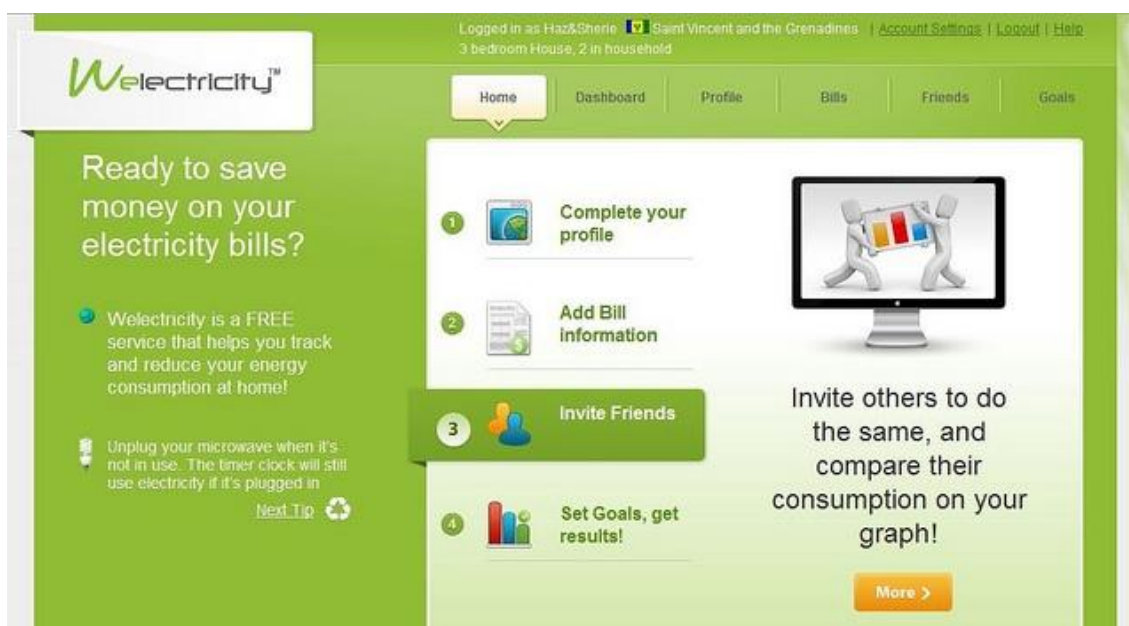 Logged in as Haz&Sherie Saint Vincent and the Grenadines | Account Settings | Logout | Help
3 bedroom House, 2 in household
Welectricity™
Home
Dashboard
Profile
Bills
Friends
Goals
Ready to save
money on your
electricity bills?
Welectricity is a FREE
service that helps you track
and reduce your energy
consumption at home!
Unplug your microwave when it's
not in use. The timer clock will still
use electricity if it's plugged in
Next Tip
1
Complete your
profile
2
Add Bill
information
3
Invite Friends
4
Set Goals, get
results!
Invite others to do
the same, and
compare their
consumption on your
graph!
More >